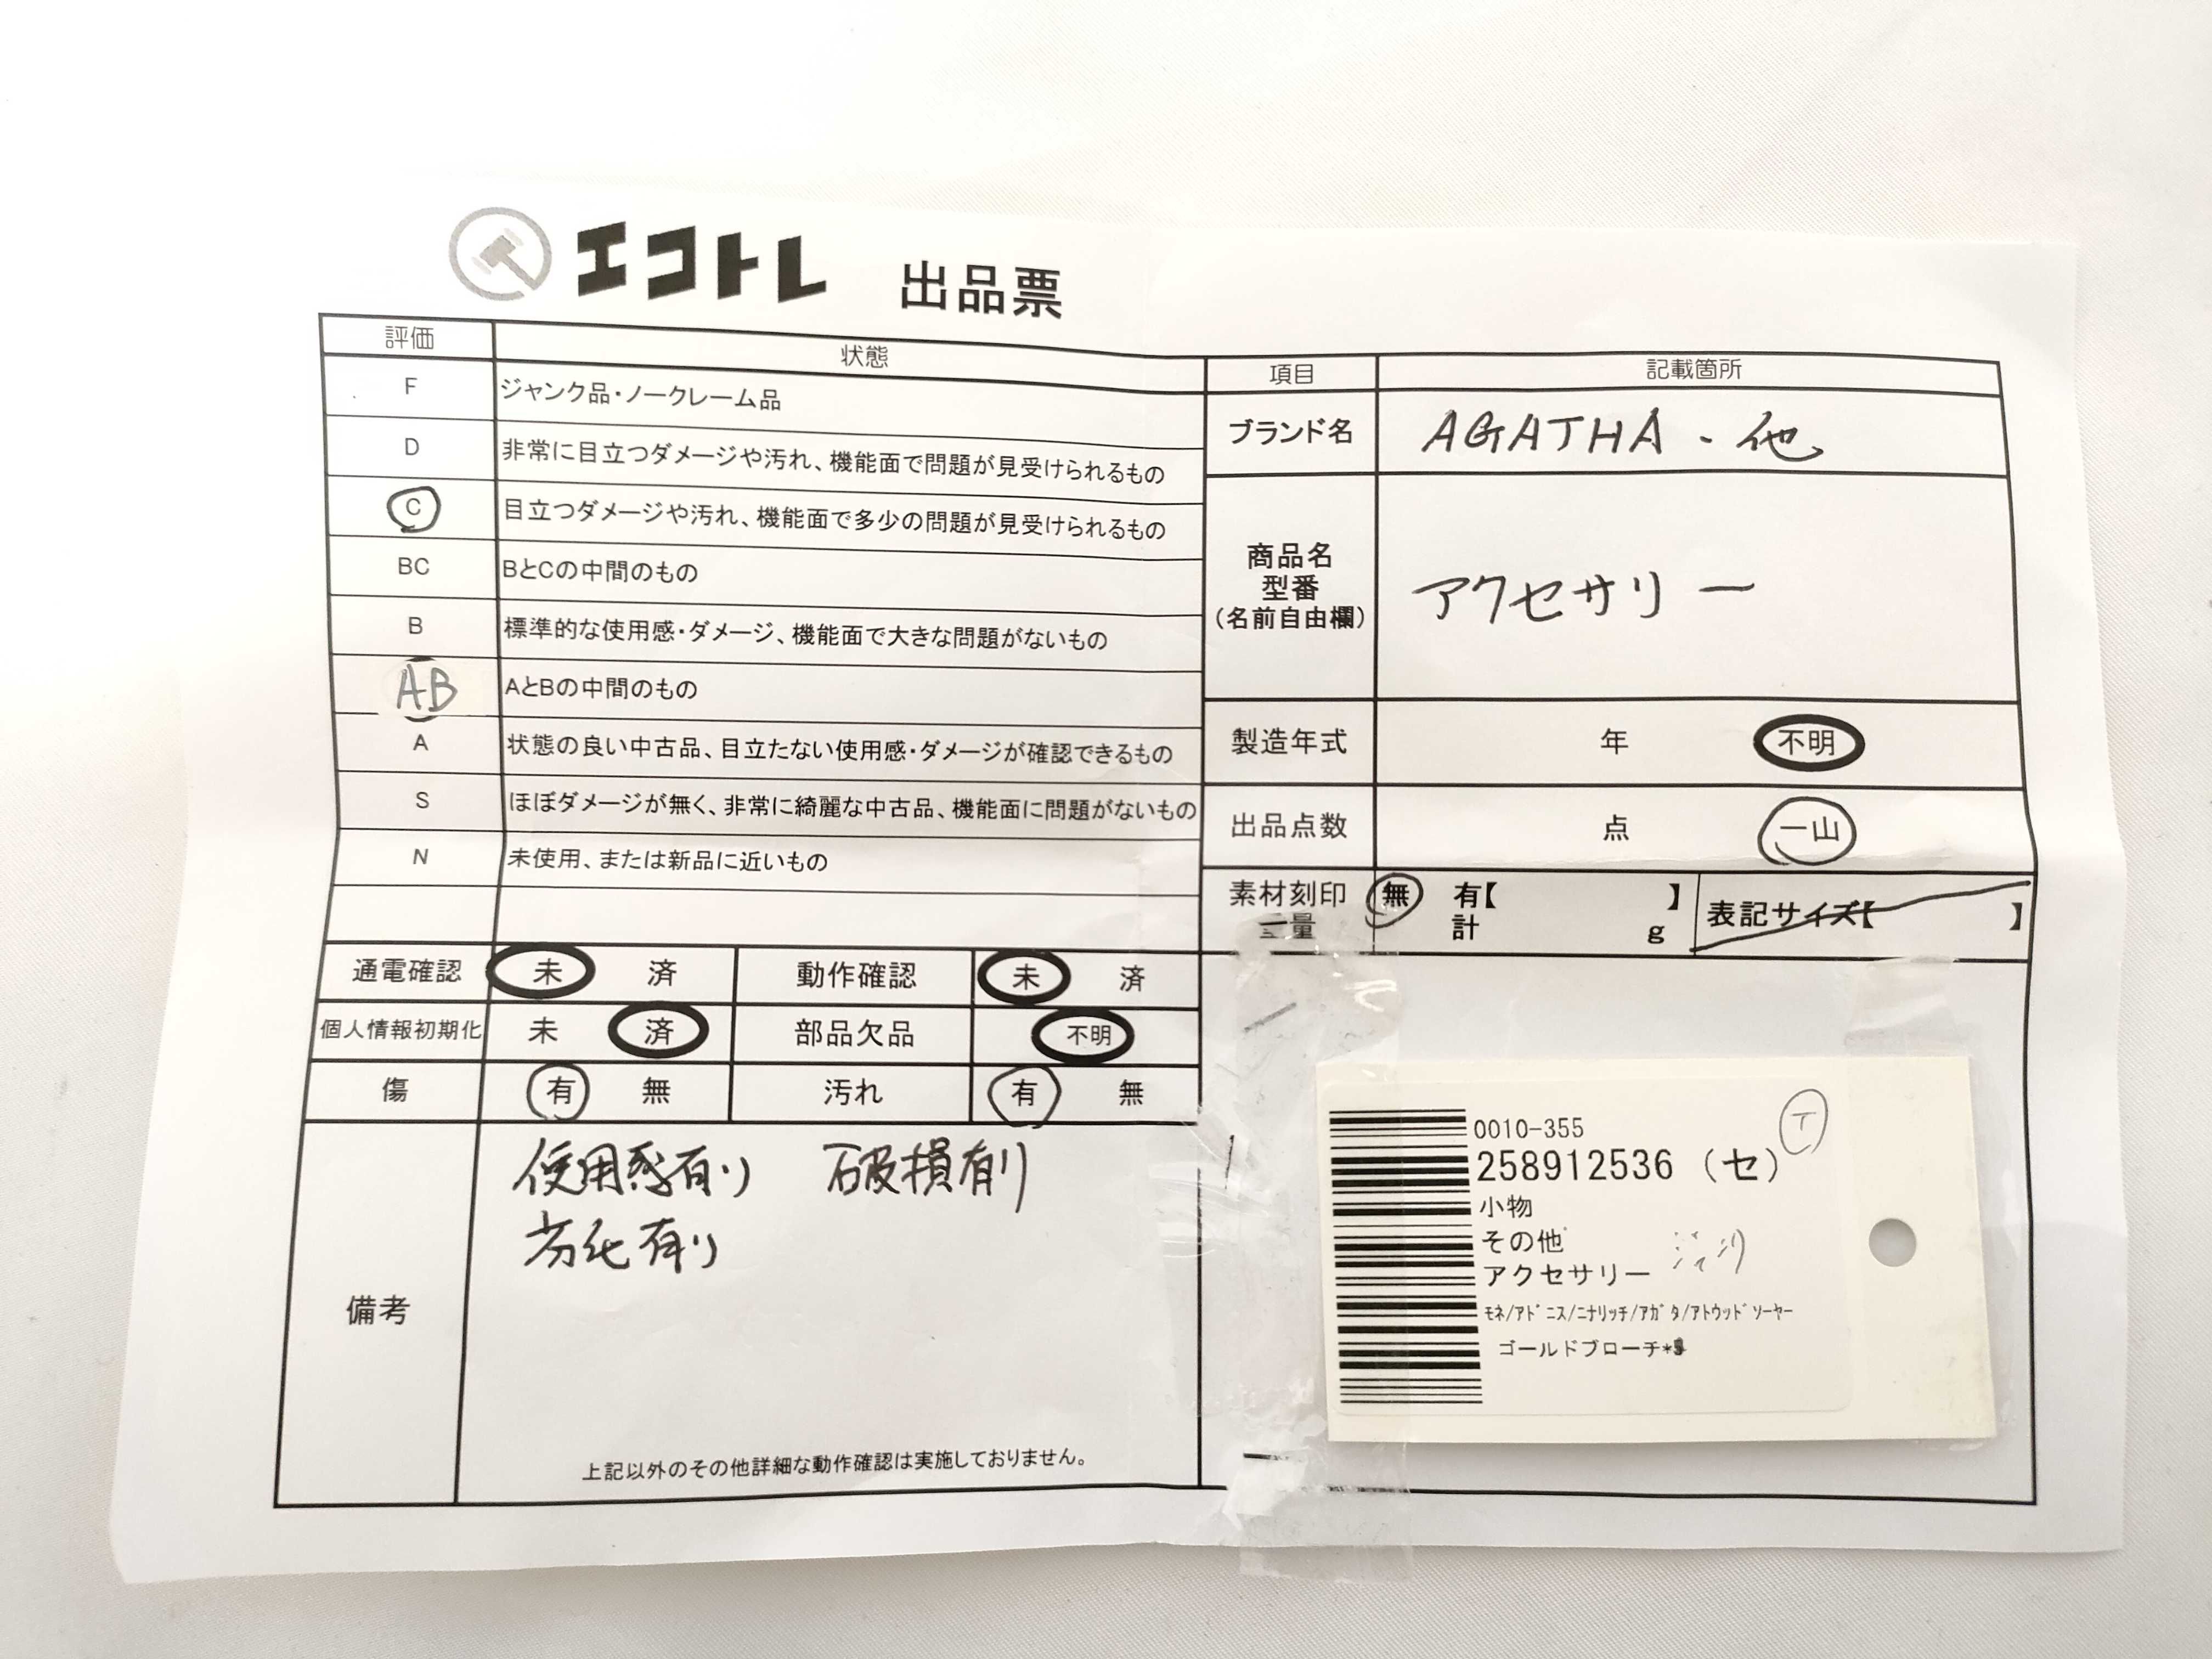 エコトレ 出品票
評価 状態
F ジャンク品・ノークレーム品
D 非常に目立つダメージや汚れ、機能面で問題が見受けられるもの
C 目立つダメージや汚れ、機能面で多少の問題が見受けられるもの
BC BとCの中間のもの
B 標準的な使用感・ダメージ、機能面で大きな問題がないもの
AB AとBの中間のもの
A 状態の良い中古品、目立たない使用感・ダメージが確認できるもの
S ほぼダメージが無く、非常に綺麗な中古品、機能面に問題がないもの
N 未使用、または新品に近いもの
通電確認 未 済 動作確認 未 済
個人情報初期化 未 済 部品欠品 不明
傷 有 無 汚れ 有 無
備考
使用感有り 破損有り
劣化有り
上記以外のその他詳細な動作確認は実施しておりません。
項目 記載箇所
ブランド名 AGATHA・他
商品名
型番
(名前自由欄)
アクセサリー
製造年式 年 不明
出品点数 点 一山
素材刻印 無 有【 】
量 計 g
表記サイズ【 】
0010-355
258912536 (セ)
小物
その他
アクセサリー
ﾓﾈ/ｱﾄﾞﾆｽ/ﾆﾅﾘｯﾁ/ｱｶﾞﾀ/ｱﾄｳｯﾄﾞｿｰﾔｰ
ゴールドブローチ*